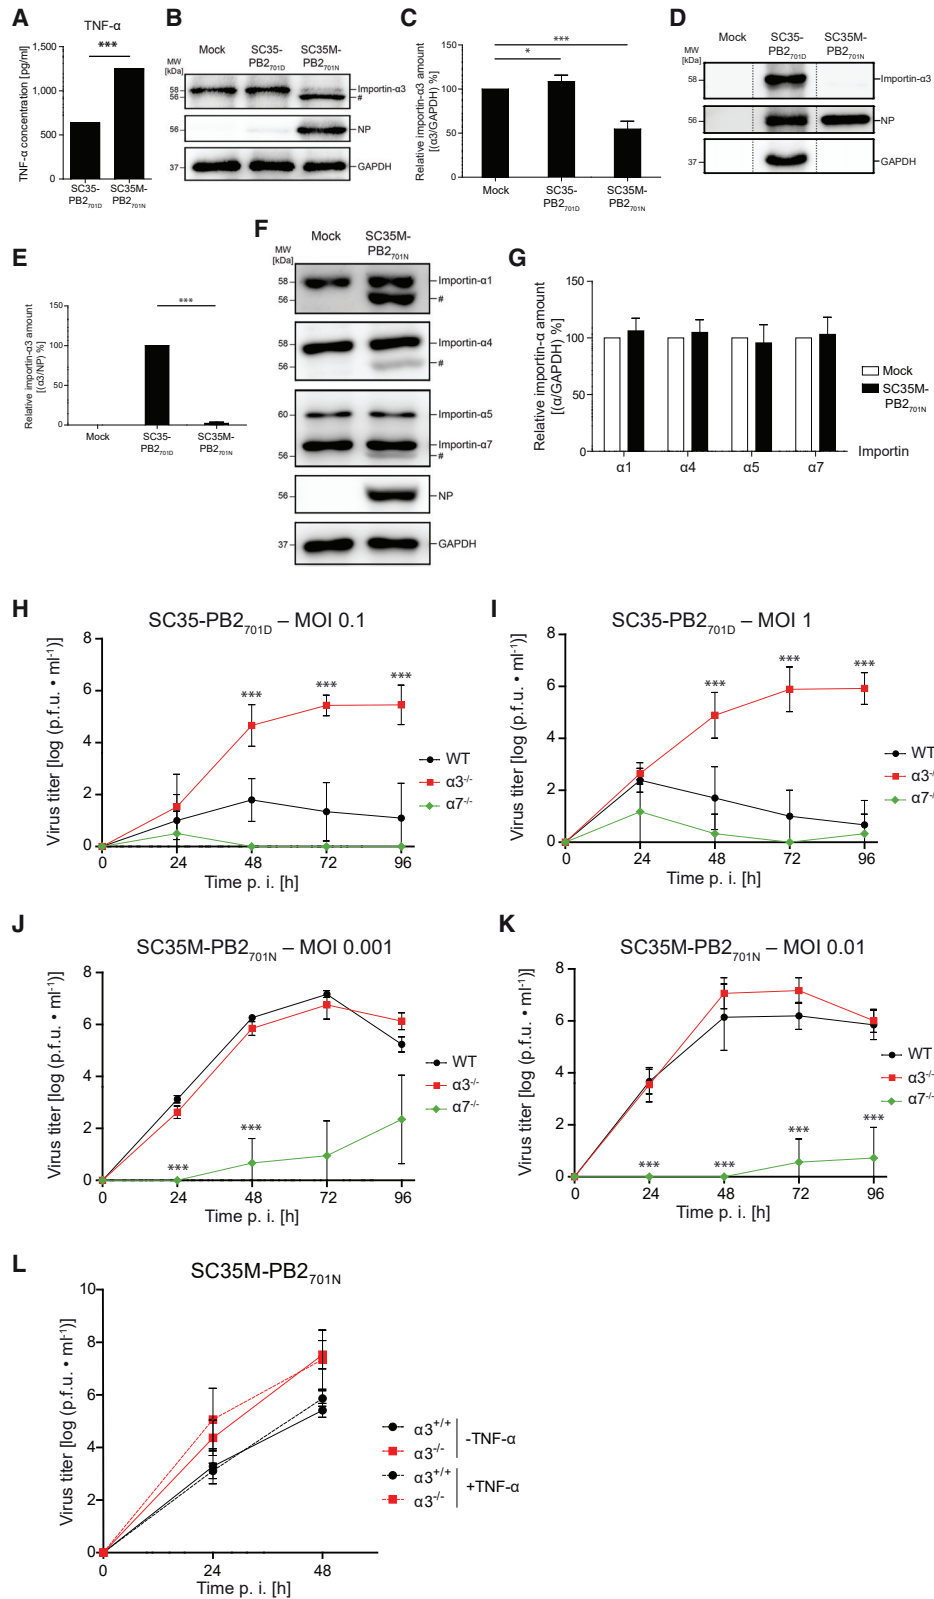 A
TNF-α
***
1,500
1,000
500
0
TNF-α concentration [pg/ml]
SC35-PB2701D
SC35M-PB2701N
B
MW [kDa]
Mock
SC35-PB2701D
SC35M-PB2701N
58
56
Importin-α3
#
56
NP
37
GAPDH
C
***
*
150
100
50
0
Relative importin-α3 amount
[(α3/GAPDH) %]
Mock
SC35-PB2701D
SC35M-PB2701N
D
MW [kDa]
Mock
SC35-PB2701D
SC35M-PB2701N
58
Importin-α3
56
NP
37
GAPDH
E
***
150
100
50
0
Relative importin-α3 amount
[(α3/NP) %]
Mock
SC35-PB2701D
SC35M-PB2701N
F
MW [kDa]
Mock
SC35M-PB2701N
58
56
Importin-α1
#
58
56
Importin-α4
#
60
Importin-α5
Importin-α7
56
#
56
NP
37
GAPDH
G
150
100
50
0
Relative importin-α amount
[(α/GAPDH) %]
α1
α4
α5
α7
Importin
Mock
SC35M-PB2701N
H
SC35-PB2701D – MOI 0.1
Virus titer [log (p.f.u. • ml-1)]
8
6
4
2
0
***
***
***
0
24
48
72
96
Time p. i. [h]
WT
α3-/-
α7-/-
I
SC35-PB2701D – MOI 1
Virus titer [log (p.f.u. • ml-1)]
8
6
4
2
0
***
***
***
0
24
48
72
96
Time p. i. [h]
WT
α3-/-
α7-/-
J
SC35M-PB2701N – MOI 0.001
Virus titer [log (p.f.u. • ml-1)]
8
6
4
2
0
***
***
0
24
48
72
96
Time p. i. [h]
WT
α3-/-
α7-/-
K
SC35M-PB2701N – MOI 0.01
Virus titer [log (p.f.u. • ml-1)]
8
6
4
2
0
***
***
***
***
0
24
48
72
96
Time p. i. [h]
WT
α3-/-
α7-/-
L
SC35M-PB2701N
Virus titer [log (p.f.u. • ml-1)]
10
8
6
4
2
0
0
24
48
Time p. i. [h]
α3+/+
α3-/-
-TNF-α
α3+/+
α3-/-
+TNF-α